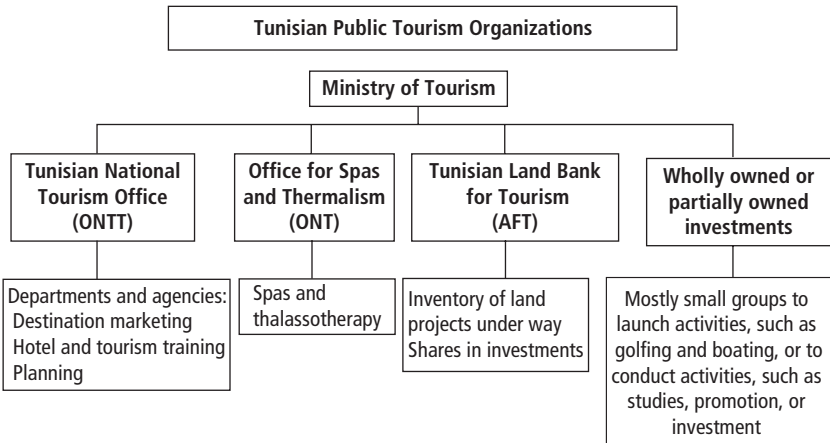 Tunisian Public Tourism Organizations
Ministry of Tourism
Tunisian National
Tourism Office
(ONTT)
Office for Spas
and Thermalism
(ONT)
Tunisian Land Bank
for Tourism
(AFT)
Wholly owned or
partially owned
investments
Departments and agencies:
Destination marketing
Hotel and tourism training
Planning
Spas and
thalassotherapy
Inventory of land
projects under way
Shares in investments
Mostly small groups to
launch activities, such as
golfing and boating, or to
conduct activities, such as
studies, promotion, or
investment